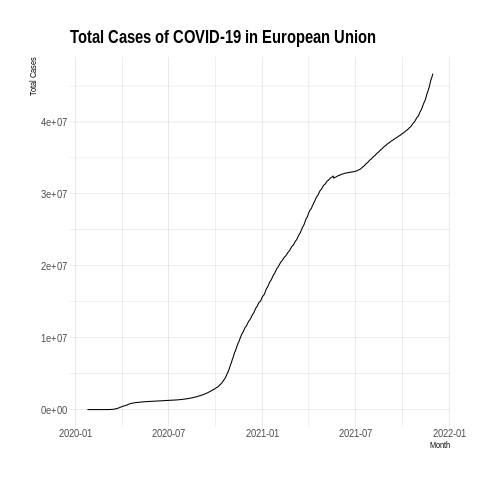 Total Cases of COVID-19 in European Union
Total Cases
4e+07
3e+07
2e+07
1e+07
0e+00
2020-01 2020-07 2021-01 2021-07 2022-01
Month